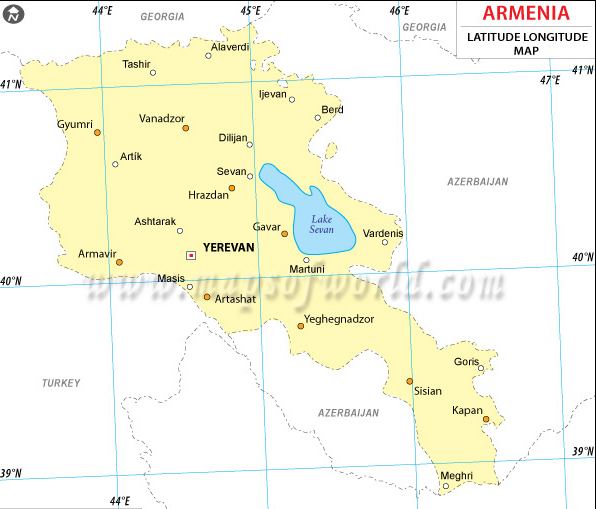 N
ARMENIA
LATITUDE LONGITUDE
MAP
44°E
45°E
46°E
47°E
GEORGIA
GEORGIA
41°N
41°N
Alaverdi
Tashir
Ijevan
Berd
Vanadzor
Gyumri
Dilijan
Artik
Sevan
AZERBAIJAN
Hrazdan
Ashtarak
Gavar
Lake
Sevan
Vardenis
YEREVAN
Armavir
Martuni
40°N
40°N
Masis
www.mapsofworld.com
Artashat
Yeghegnadzor
Goris
TURKEY
Sisian
AZERBAIJAN
Kapan
39°N
39°N
Meghri
44°E